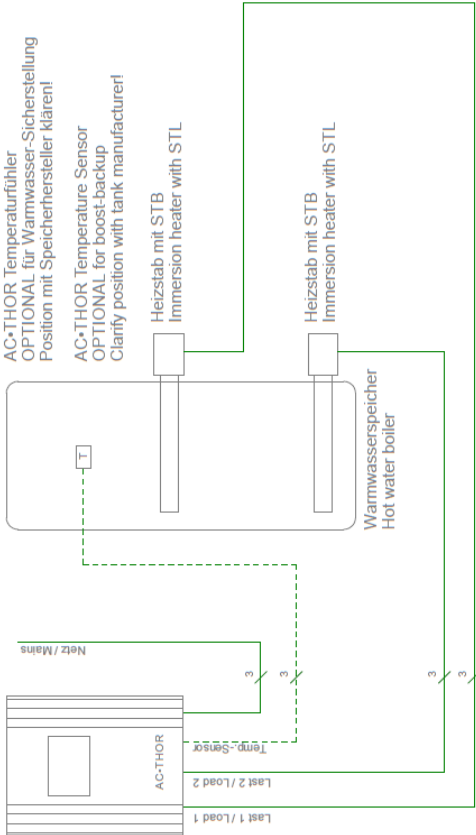 AC•THOR Temperaturfühler
OPTIONAL für Warmwasser-Sicherstellung
Position mit Speicherhersteller klären!
AC•THOR Temperature Sensor
OPTIONAL for boost-backup
Clarify position with tank manufacturer!
Heizstab mit STB
Immersion heater with STL
Heizstab mit STB
Immersion heater with STL
T
Warmwasserspeicher
Hot water boiler
Netz / Mains
3
3
3
3
AC-THOR
Temp.-Sensor
Last 2 / Load 2
Last 1 / Load 1